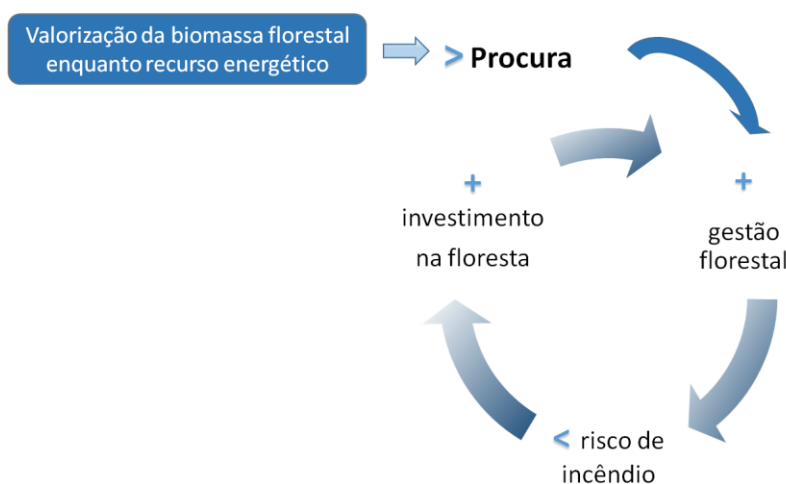 Valorização da biomassa florestal
enquanto recurso energético
> Procura
+
investimento
na floresta
+
gestão
florestal
< risco de
incêndio